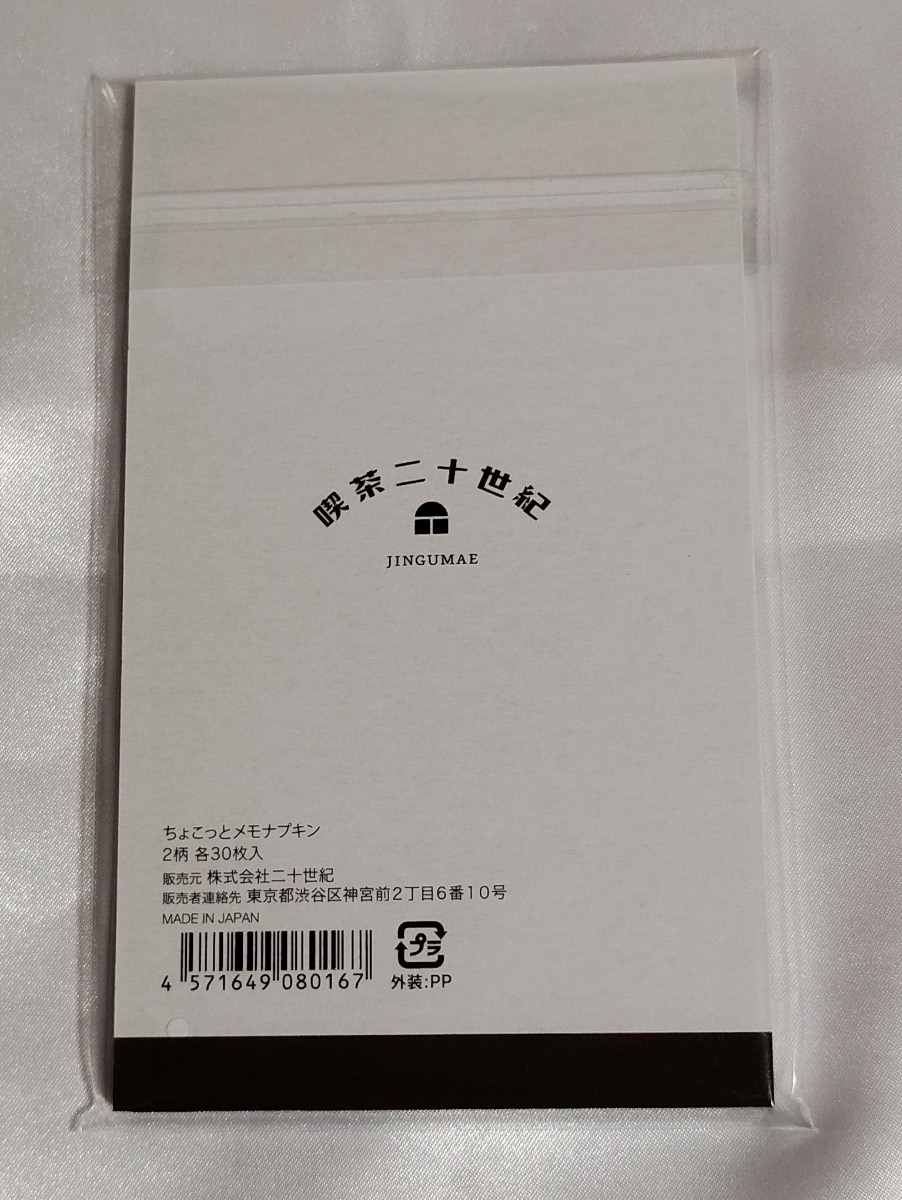 喫茶二十世紀
JINGUMAE
ちょこっとメモナプキン
2柄 各30枚入
販売元 株式会社二十世紀
販売者連絡先 東京都渋谷区神宮前2丁目6番10号
MADE IN JAPAN
プラ
4 571649 080167
外装:PP